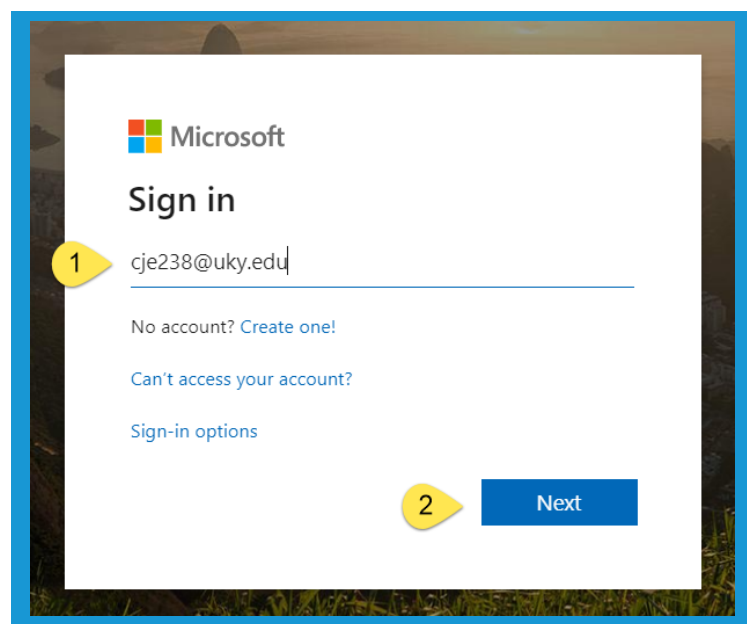 Microsoft
Sign in
1
cje238@uky.edu
No account? Create one!
Can't access your account?
Sign-in options
2
Next